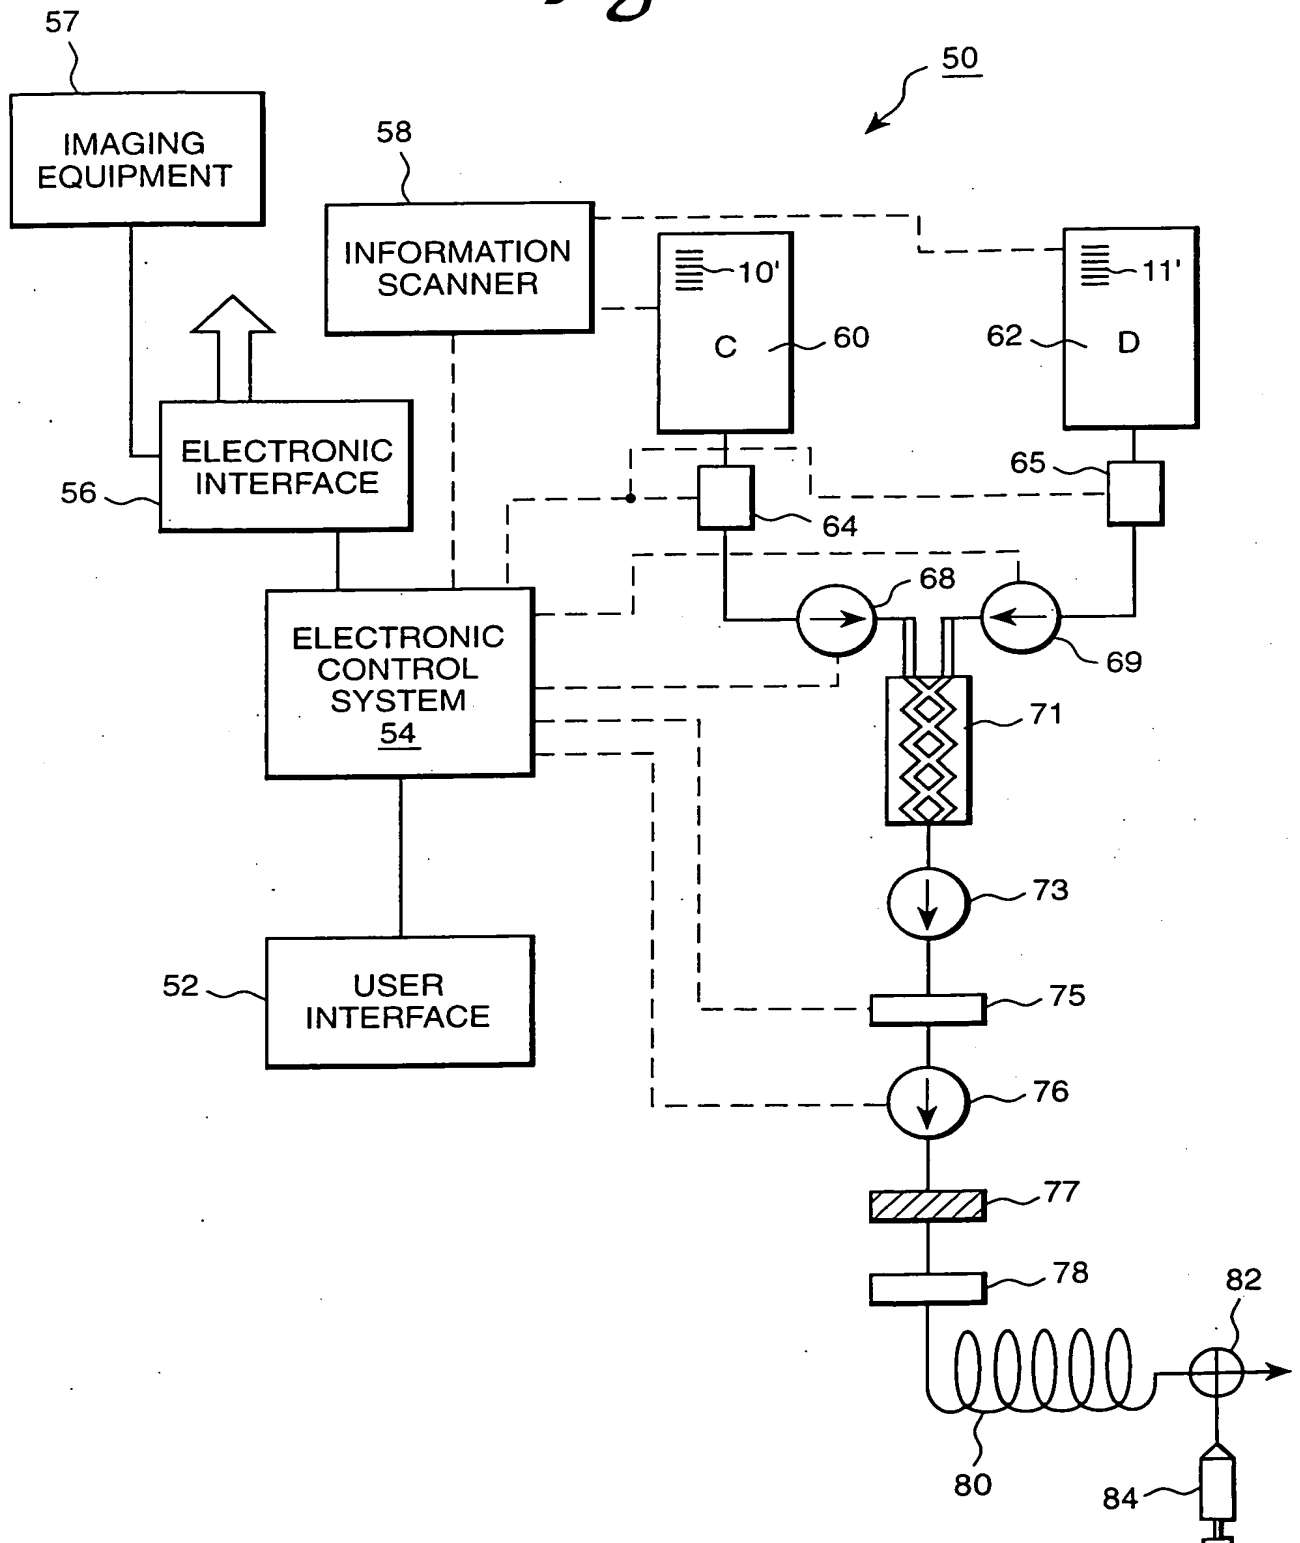 57
50
IMAGING
EQUIPMENT
58
INFORMATION
SCANNER
10'
11'
C
60
62
D
ELECTRONIC
INTERFACE
56
65
64
68
ELECTRONIC
CONTROL
SYSTEM
54
69
71
73
52
USER
INTERFACE
75
76
77
78
82
80
84